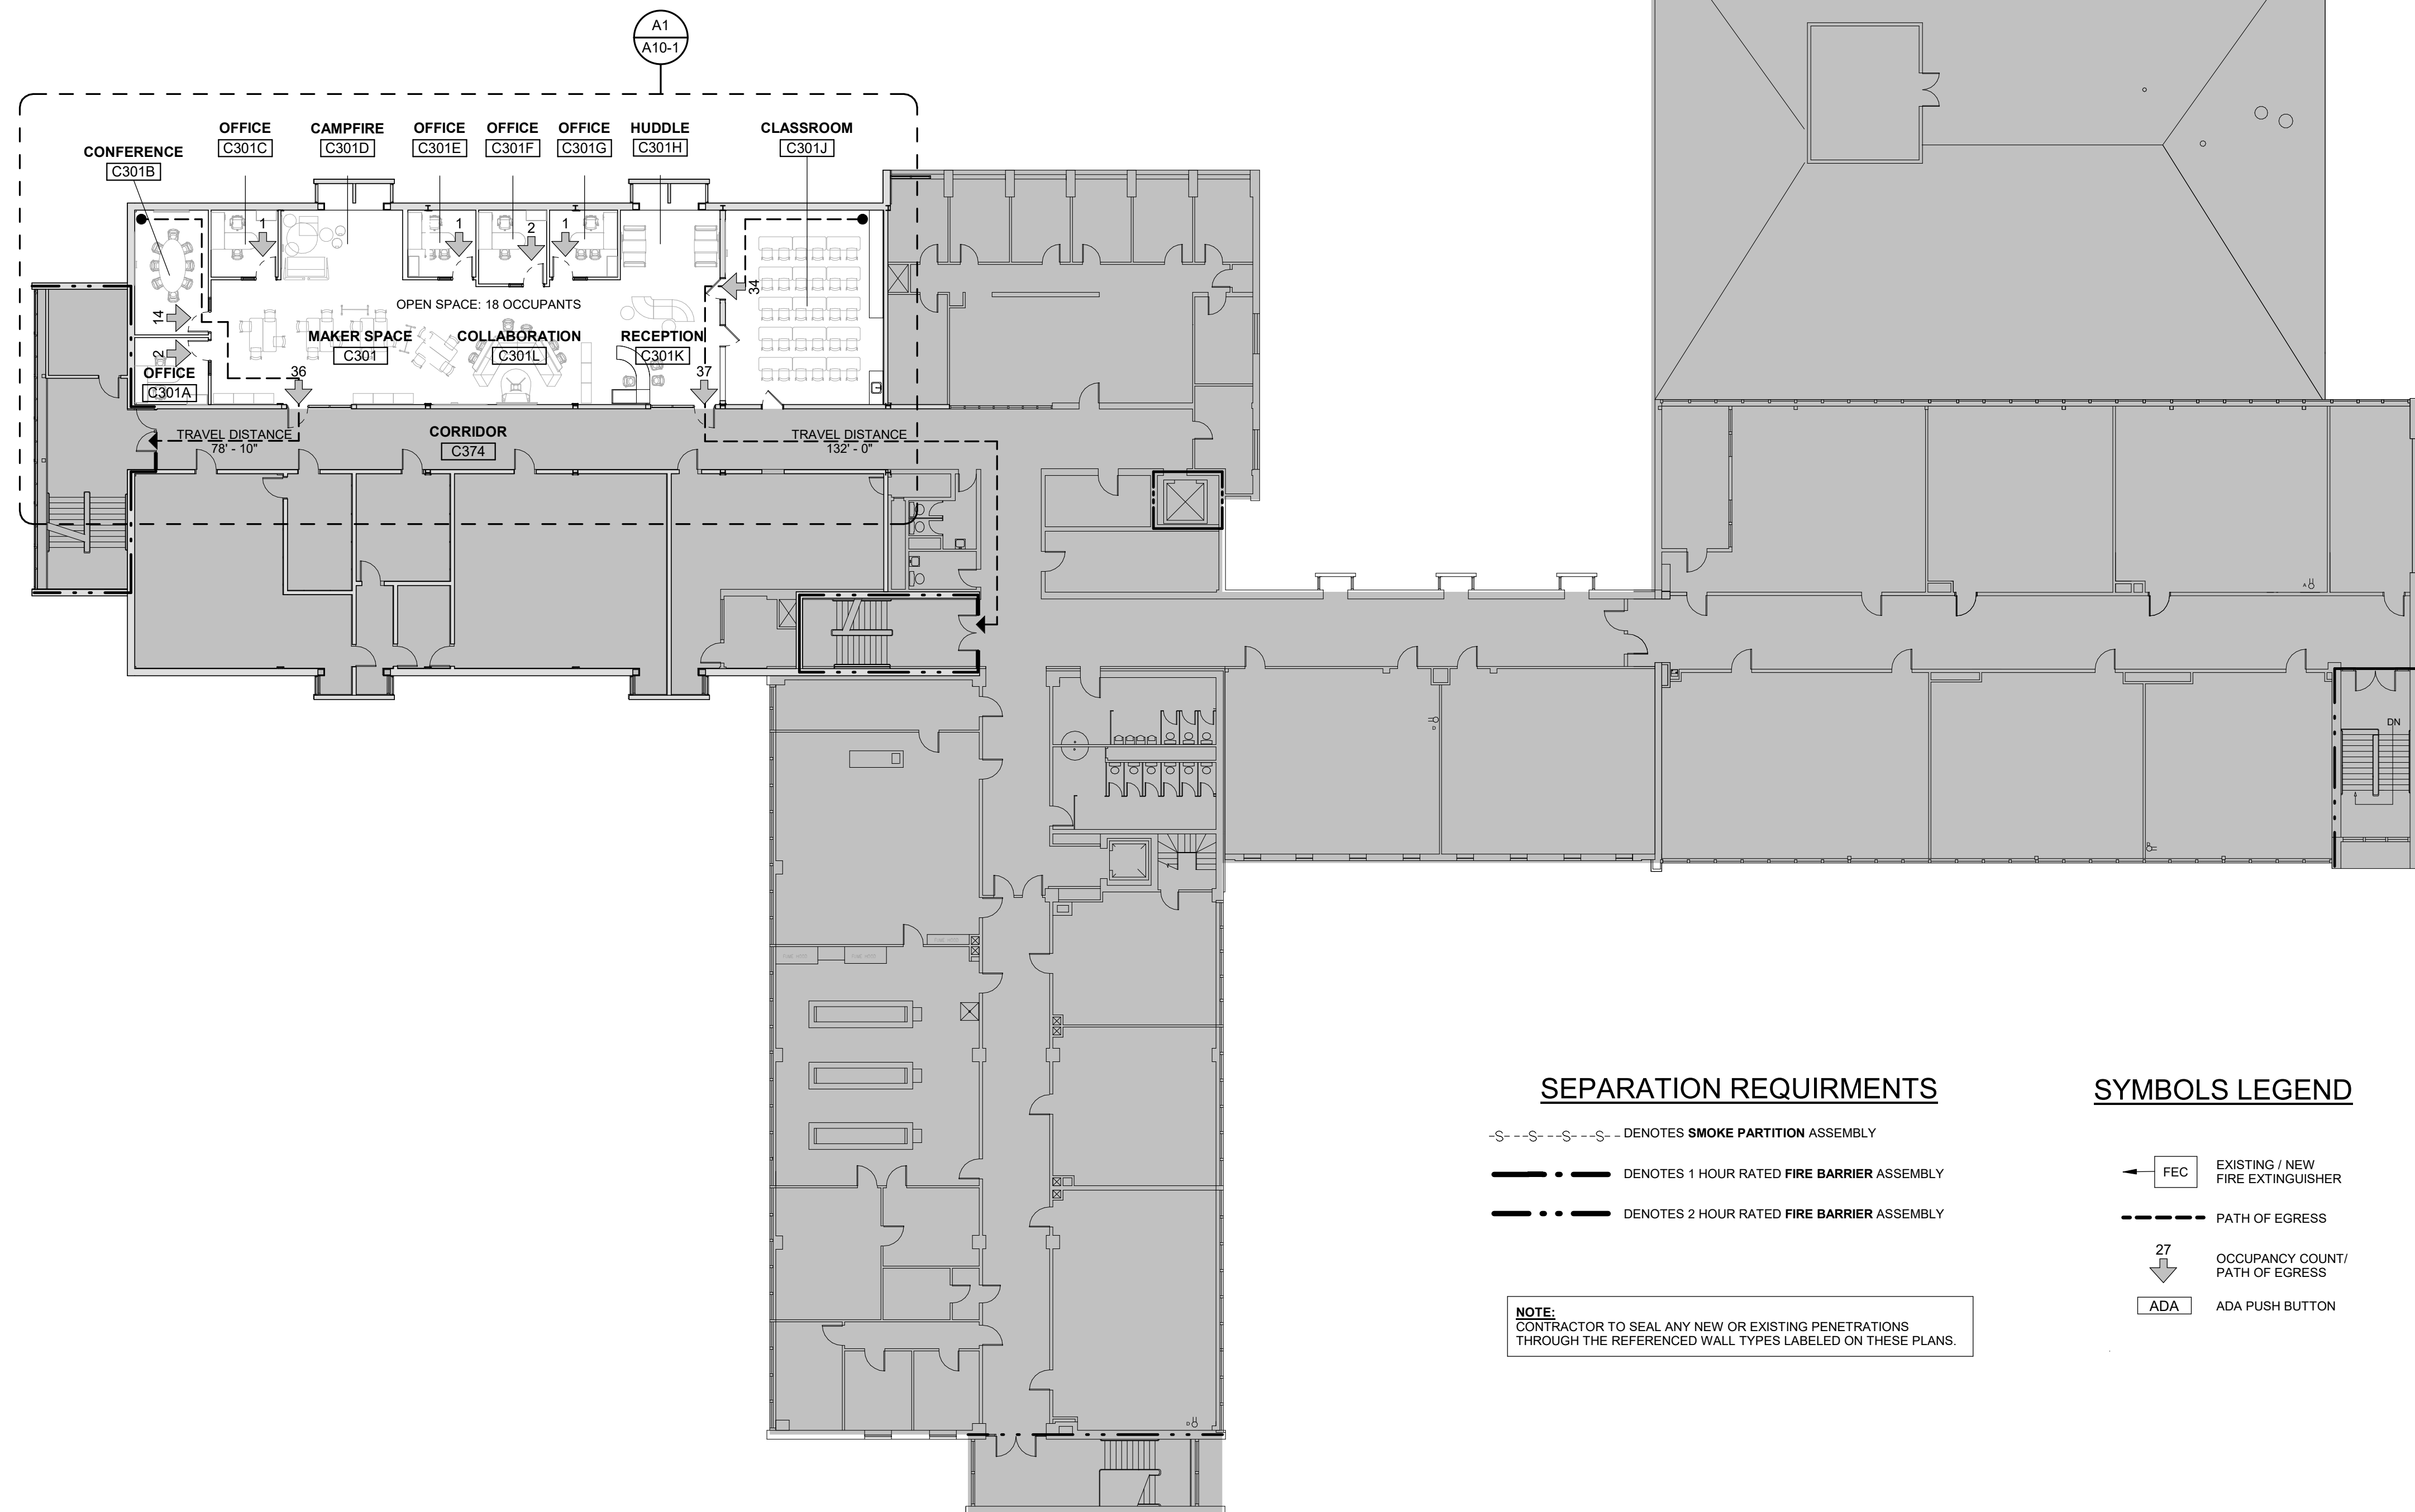 A1
A10-1
OFFICE
C301C
CAMPFIRE
C301D
OFFICE
C301E
OFFICE
C301F
OFFICE
C301G
HUDDLE
C301H
CLASSROOM
C301J
CONFERENCE
C301B
1
1
2
1
34
14
2
OPEN SPACE: 18 OCCUPANTS
MAKER SPACE
C301
COLLABORATION
C301L
RECEPTION
C301K
OFFICE
C301A
36
37
TRAVEL DISTANCE
78' - 10"
CORRIDOR
C374
TRAVEL DISTANCE
132' - 0"
DN
SEPARATION REQUIRMENTS
-S---S---S---S-- DENOTES SMOKE PARTITION ASSEMBLY
DENOTES 1 HOUR RATED FIRE BARRIER ASSEMBLY
DENOTES 2 HOUR RATED FIRE BARRIER ASSEMBLY
NOTE:
CONTRACTOR TO SEAL ANY NEW OR EXISTING PENETRATIONS
THROUGH THE REFERENCED WALL TYPES LABELED ON THESE PLANS.
SYMBOLS LEGEND
FEC
EXISTING / NEW
FIRE EXTINGUISHER
PATH OF EGRESS
27
OCCUPANCY COUNT/
PATH OF EGRESS
ADA
ADA PUSH BUTTON